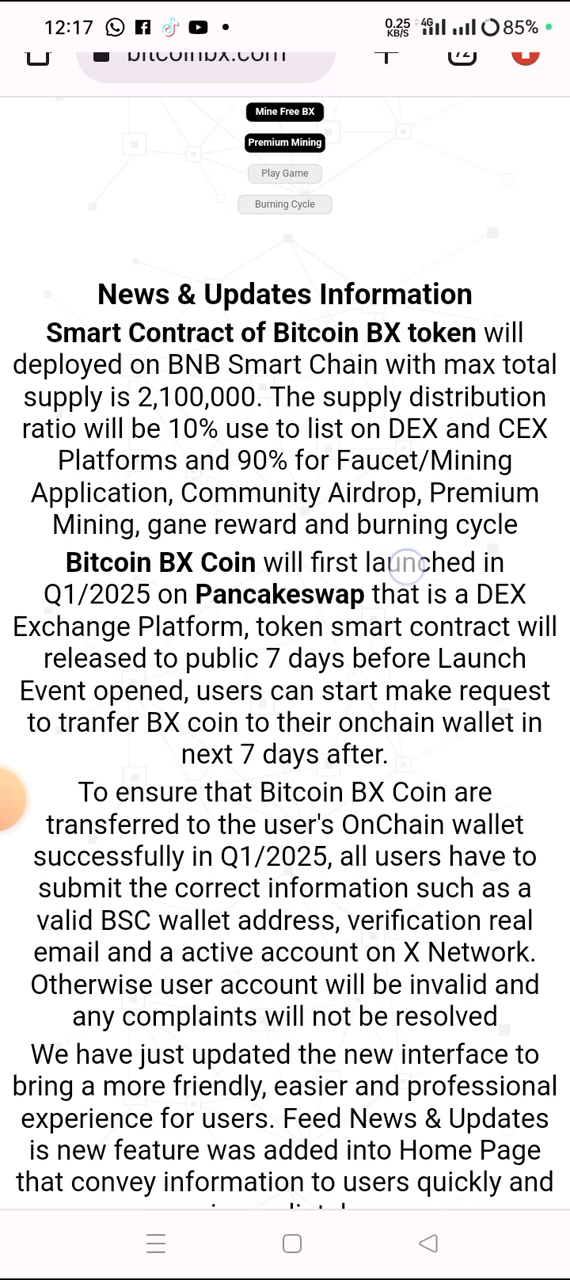 12:17
0.25
KB/S
4G
85%
bitcoinbx.com
72
Mine Free BX
Premium Mining
Play Game
Burning Cycle
News & Updates Information
Smart Contract of Bitcoin BX token will
deployed on BNB Smart Chain with max total
supply is 2,100,000. The supply distribution
ratio will be 10% use to list on DEX and CEX
Platforms and 90% for Faucet/Mining
Application, Community Airdrop, Premium
Mining, gane reward and burning cycle
Bitcoin BX Coin will first launched in
Q1/2025 on Pancakeswap that is a DEX
Exchange Platform, token smart contract will
released to public 7 days before Launch
Event opened, users can start make request
to tranfer BX coin to their onchain wallet in
next 7 days after.
To ensure that Bitcoin BX Coin are
transferred to the user's OnChain wallet
successfully in Q1/2025, all users have to
submit the correct information such as a
valid BSC wallet address, verification real
email and a active account on X Network.
Otherwise user account will be invalid and
any complaints will not be resolved
We have just updated the new interface to
bring a more friendly, easier and professional
experience for users. Feed News & Updates
is new feature was added into Home Page
that convey information to users quickly and